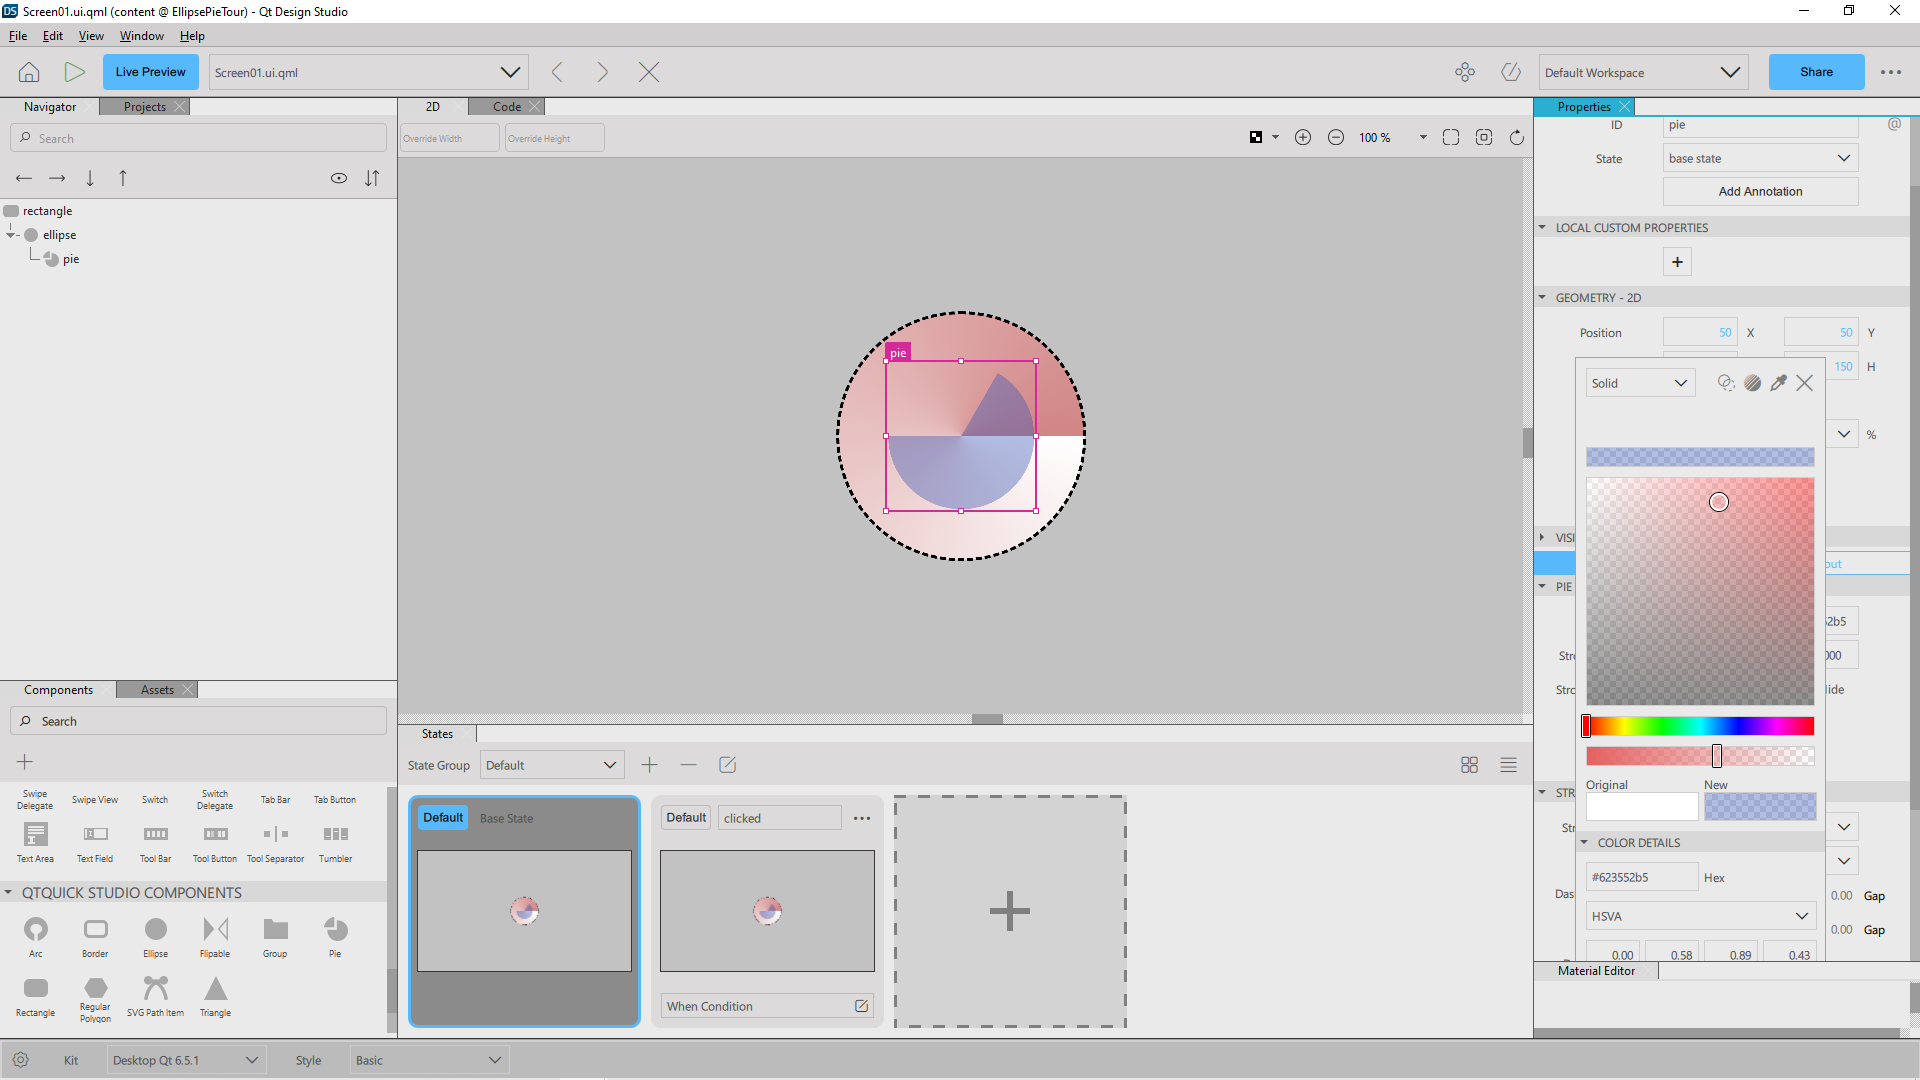 Screen01.ui.qml (content @ EllipsePieTour) - Qt Design Studio
File Edit View Window Help
Live Preview
Screen01.ui.qml
Default Workspace
Share
Navigator
Projects
2D
Code
Properties
Search
Override Width
Override Height
100 %
ID
pie
@
State
base state
Add Annotation
LOCAL CUSTOM PROPERTIES
GEOMETRY - 2D
Position
50
X
50
Y
150
H
%
rectangle
ellipse
pie
pie
Solid
VISI
out
PIE
2b5
Stro
000
Stro
lide
STR
Str
Das
0.00
Gap
0.00
Gap
Original
New
COLOR DETAILS
#623552b5
Hex
HSVA
0.00
0.58
0.89
0.43
Material Editor
Components
Assets
Search
Swipe Delegate
Swipe View
Switch
Switch Delegate
Tab Bar
Tab Button
Text Area
Text Field
Tool Bar
Tool Button
Tool Separator
Tumbler
QTQUICK STUDIO COMPONENTS
Arc
Border
Ellipse
Flipable
Group
Pie
Rectangle
Regular Polygon
SVG Path Item
Triangle
States
State Group
Default
Default
Base State
Default
clicked
When Condition
Kit
Desktop Qt 6.5.1
Style
Basic